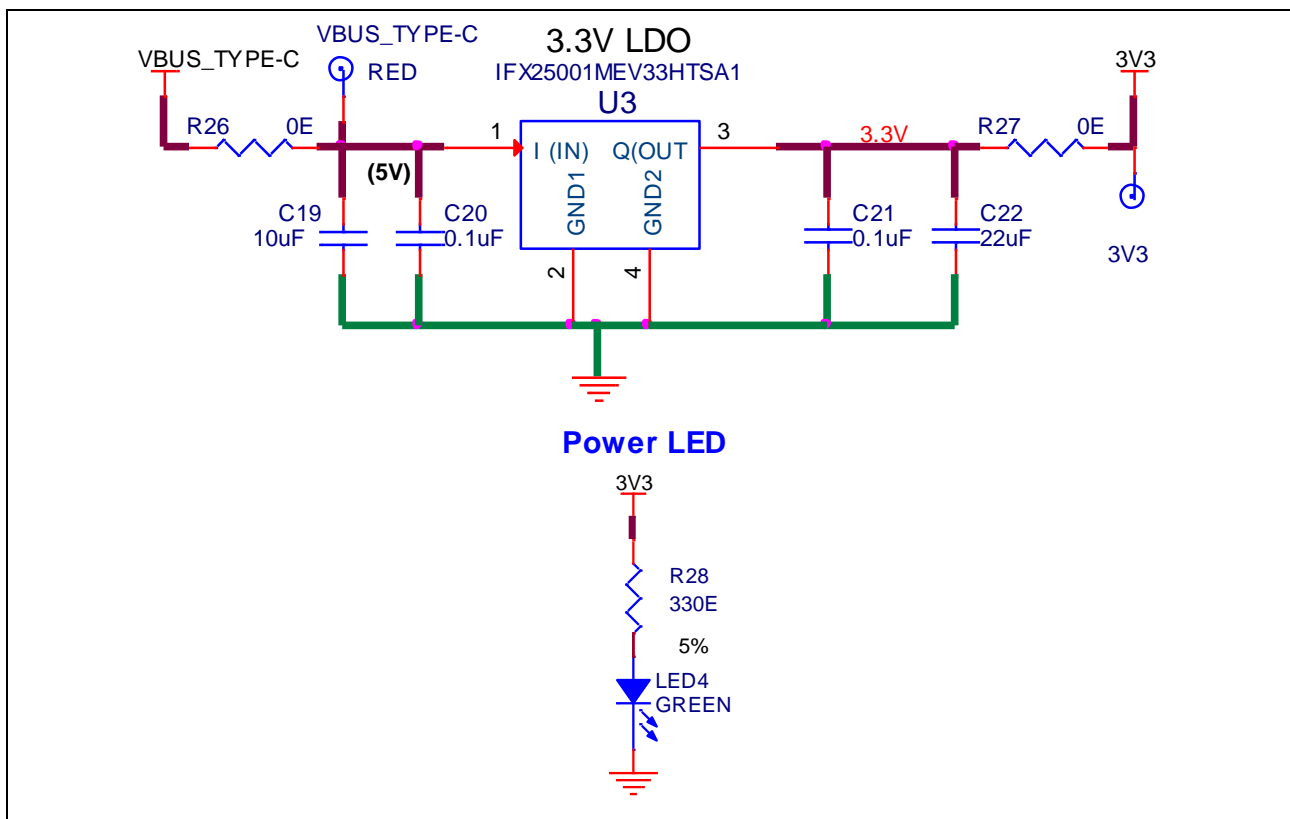 VBUS_TYPE-C
VBUS_TYPE-C
RED
3.3V LDO
IFX25001MEV33HTSA1
U3
3V3
R26 0E
(5V)
1
I (IN)
Q(OUT
GND1
GND2
3
2
4
3.3V
R27 0E
C19
10uF
C20
0.1uF
C21
0.1uF
C22
22uF
3V3
Power LED
3V3
R28
330E
5%
LED4
GREEN